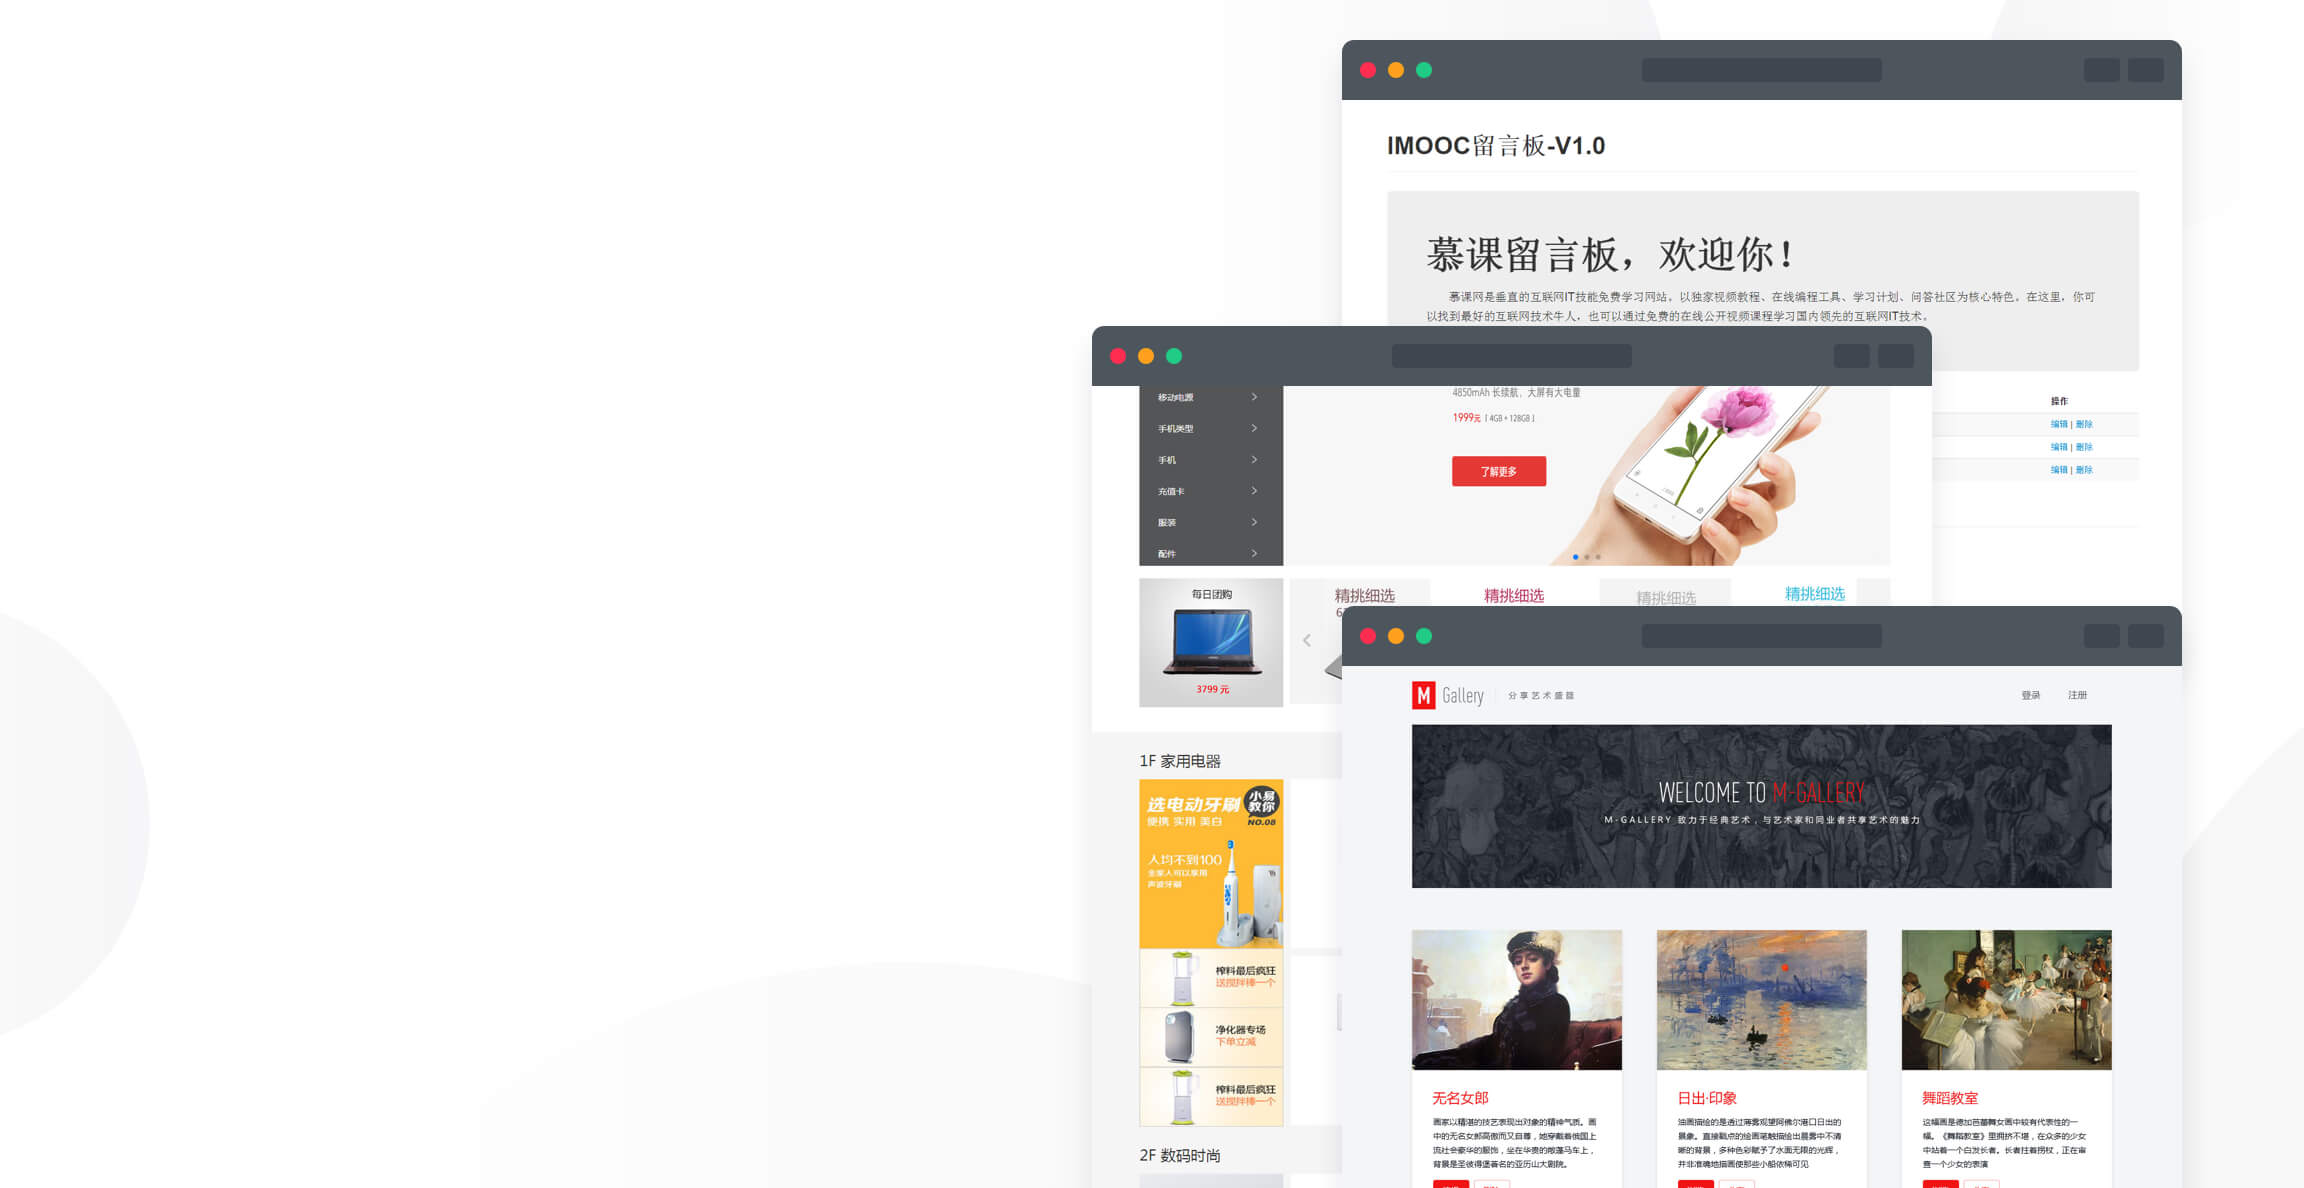 IMOOC留言板-V1.0
慕课留言板，欢迎你！
慕课网是垂直的互联网IT技能免费学习网站。以独家视频教程、在线编程工具、学习计划、问答社区为核心特色。在这里，你可
以找到最好的互联网技术牛人，也可以通过免费的在线公开视频课程学习国内领先的互联网IT技术。
操作
编辑 | 删除
编辑 | 删除
编辑 | 删除
移动电源
手机类型
手机
充值卡
服装
配件
4850mAh 长续航，大屏有大电量
1999元 [ 4GB + 128GB ]
了解更多
每日团购
3799 元
精挑细选
精挑细选
精挑细选
精挑细选
1F 家用电器
选电动牙刷
小易
教你
NO.08
便携 实用 美白
人均不到100
全家人可以享用
声波牙刷
榨料最后疯狂
送搅拌棒一个
净化器专场
下单立减
榨料最后疯狂
送搅拌棒一个
2F 数码时尚
M Gallery 分享艺术盛宴
登录 注册
WELCOME TO M-GALLERY
M-GALLERY 致力于经典艺术，与艺术家和同业者共享艺术的魅力
无名女郎
画家以精湛的技艺表现出对象的精神气质。画
中的无名女郎高傲而又自尊，她穿戴着俄国上
流社会豪华的服饰，坐在华贵的敞篷马车上，
背景是圣彼得堡著名的亚历山大剧院。
日出·印象
油画描绘的是透过薄雾观望阿佛尔港口日出的
景象。直接戳点的绘画笔触描绘出晨雾中不清
晰的背景，多种色彩赋予了水面无限的光辉，
并非准确地描画使那些小船依稀可见
舞蹈教室
这幅画是德加芭蕾舞女画中较有代表性的一
幅。《舞蹈教室》里拥挤不堪，在众多的少女
中站着一个白发长者。长者拄着拐杖，正在审
查一个少女的表演